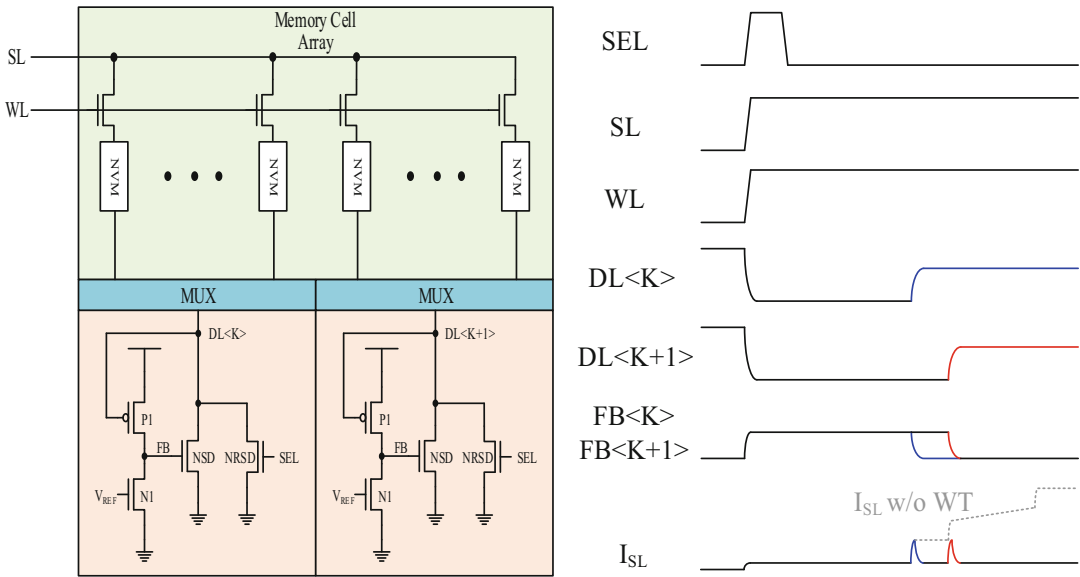 Memory Cell
Array
SL
WL
NVM
NVM
NVM
NVM
MUX
MUX
DL<K>
DL<K+1>
P1
P1
FB
NSD
NRSD
SEL
FB
NSD
NRSD
SEL
VREF
N1
VREF
N1
SEL
SL
WL
DL<K>
DL<K+1>
FB<K>
FB<K+1>
ISL w/o WT
ISL